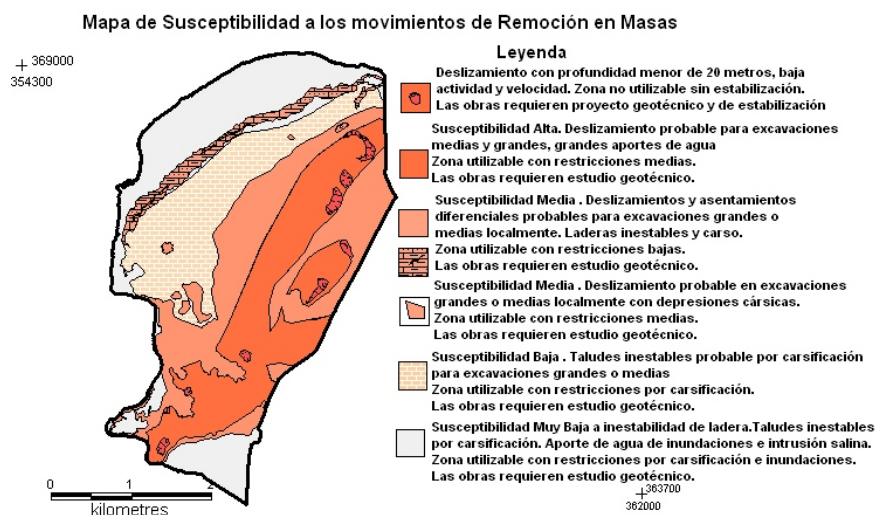 Mapa de Susceptibilidad a los movimientos de Remoción en Masas
Leyenda
369000
354300
Deslizamiento con profundidad menor de 20 metros, baja
actividad y velocidad. Zona no utilizable sin estabilización.
Las obras requieren proyecto geotécnico y de estabilización
Susceptibilidad Alta. Deslizamiento probable para excavaciones
medias y grandes, grandes aportes de agua
Zona utilizable con restricciones medias.
Las obras requieren estudio geotécnico.
Susceptibilidad Media . Deslizamientos y asentamientos
diferenciales probables para excavaciones grandes o
medias localmente. Laderas inestables y carso.
Zona utilizable con restricciones bajas.
Las obras requieren estudio geotécnico.
Susceptibilidad Media . Deslizamiento probable en excavaciones
grandes o medias localmente con depresiones cársicas.
Zona utilizable con restricciones medias.
Las obras requieren estudio geotécnico.
Susceptibilidad Baja . Taludes inestables probable por carsificación
para excavaciones grandes o medias
Zona utilizable con restricciones por carsificación.
Las obras requieren estudio geotécnico.
Susceptibilidad Muy Baja a inestabilidad de ladera.Taludes inestables
por carsificación. Aporte de agua de inundaciones e intrusión salina.
Zona utilizable con restricciones por carsificación e inundaciones.
Las obras requieren estudio geotécnico.
0 1 2
kilometres
363700
362000